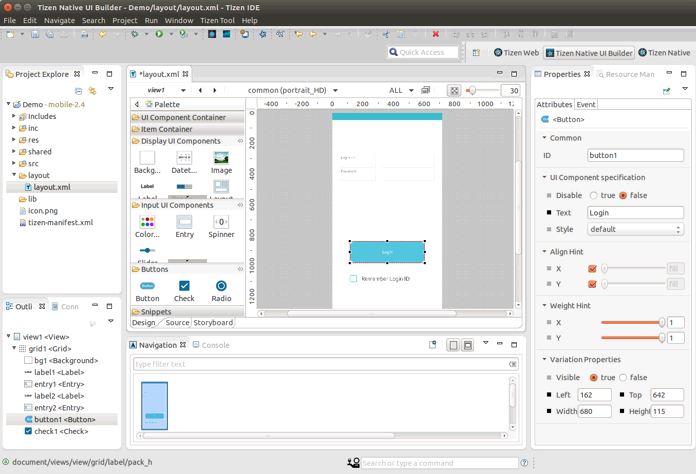 Tizen Native UI Builder - Demo/layout/layout.xml - Tizen IDE
File Edit Navigate Search Project Run Window Tizen Tool Help
Quick Access
Tizen Web
Tizen Native UI Builder
Tizen Native
Project Explore
Demo - mobile-2.4
Includes
inc
res
shared
src
layout
layout.xml
lib
icon.png
tizen-manifest.xml
Outli
Conn
view1 <View>
grid1 <Grid>
bg1 <Background>
label1 <Label>
entry1 <Entry>
label2 <Label>
entry2 <Entry>
button1 <Button>
check1 <Check>
*layout.xml
view1
common (portrait_HD)
ALL
30
Palette
UI Component Container
Item Container
Display UI Components
Backg...
Datet...
Image
Label
Input UI Components
Color...
Entry
Spinner
Slider
Buttons
Button
Check
Radio
Snippets
-400 -200 0 200 400 600 800 1000
0
200
400
600
800
1000
1200
Login
Remember Login ID
Design Source Storyboard
Navigation
Console
type filter text
Properties
Resource Man
Attributes Event
<Button>
Common
ID button1
UI Component specification
Disable true false
Text Login
Style default
Align Hint
X fill
Y fill
Weight Hint
X 1
Y 1
Variation Properties
Visible true false
Left 162 Top 642
Width 680 Height 115
document/views/view/grid/label/pack_h
Search or type a command